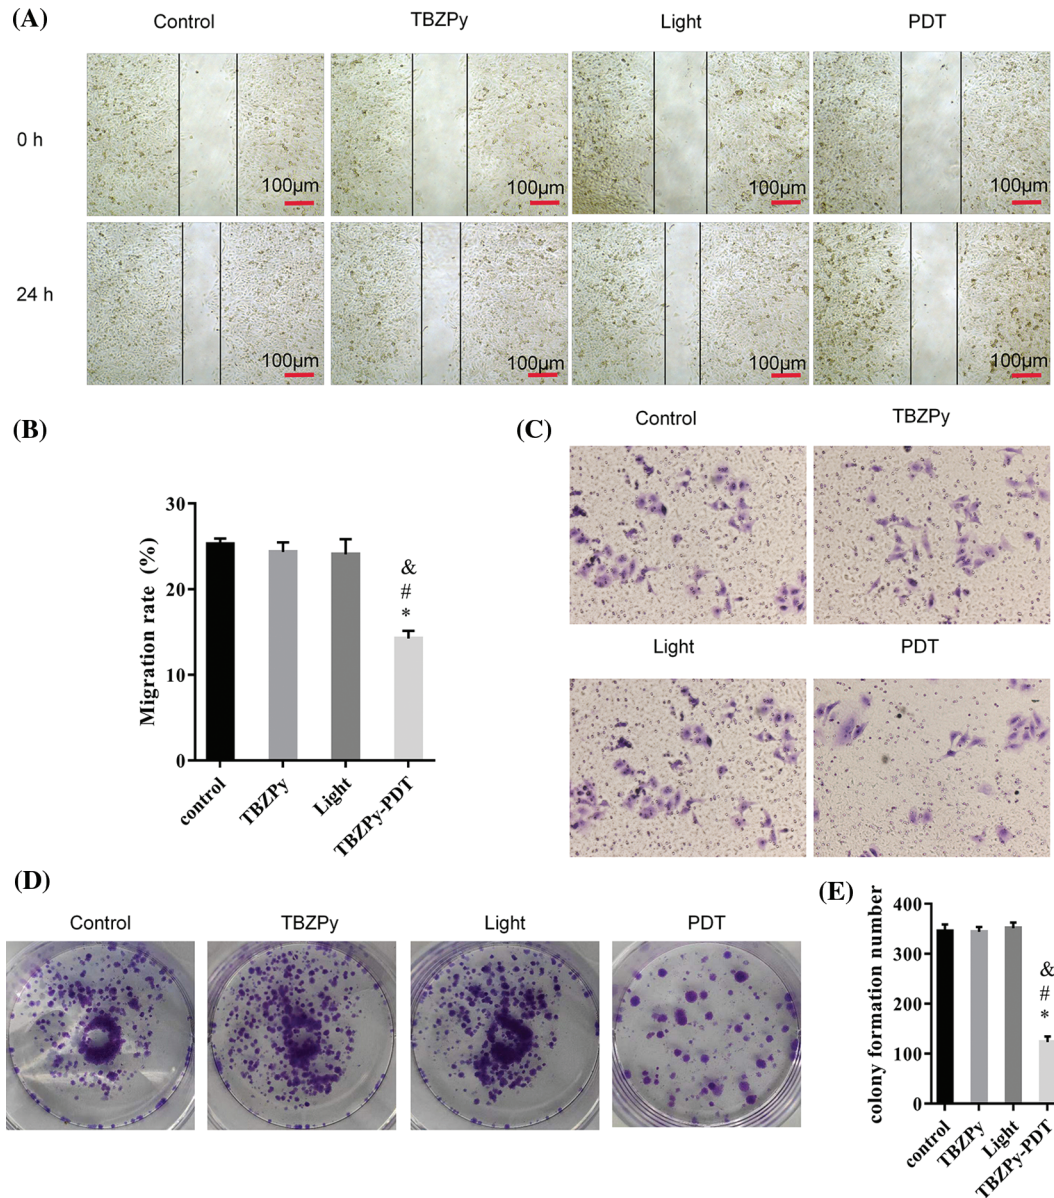 (A)
Control TBZPy Light PDT
0 h
100μm 100μm 100μm 100μm
24 h
100μm 100μm 100μm 100μm
(B)
Migration rate (%)
30
20
10
0
&
#
*
control TBZPy Light TBZPy-PDT
(C)
Control TBZPy
Light PDT
(D)
Control TBZPy Light PDT
(E)
colony formation number
400
300
200
100
0
&
#
*
control TBZPy Light TBZPy-PDT